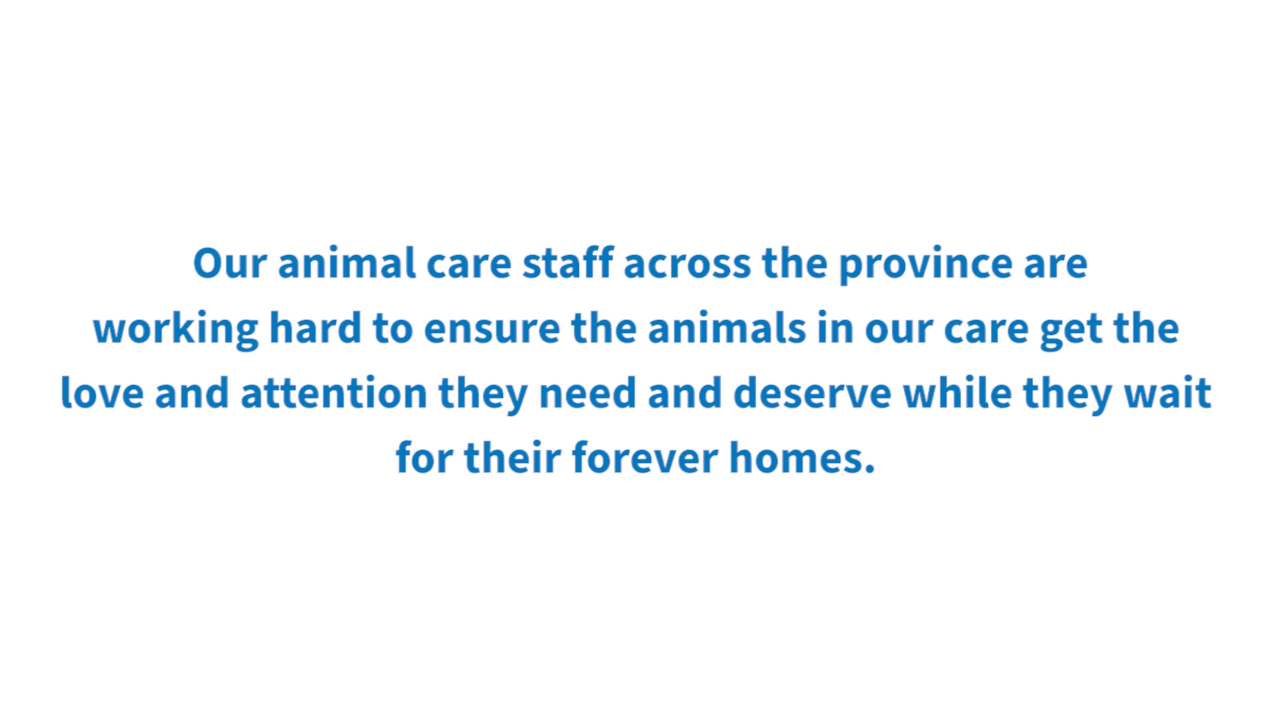 Our animal care staff across the province are
working hard to ensure the animals in our care get the
love and attention they need and deserve while they wait
for their forever homes.